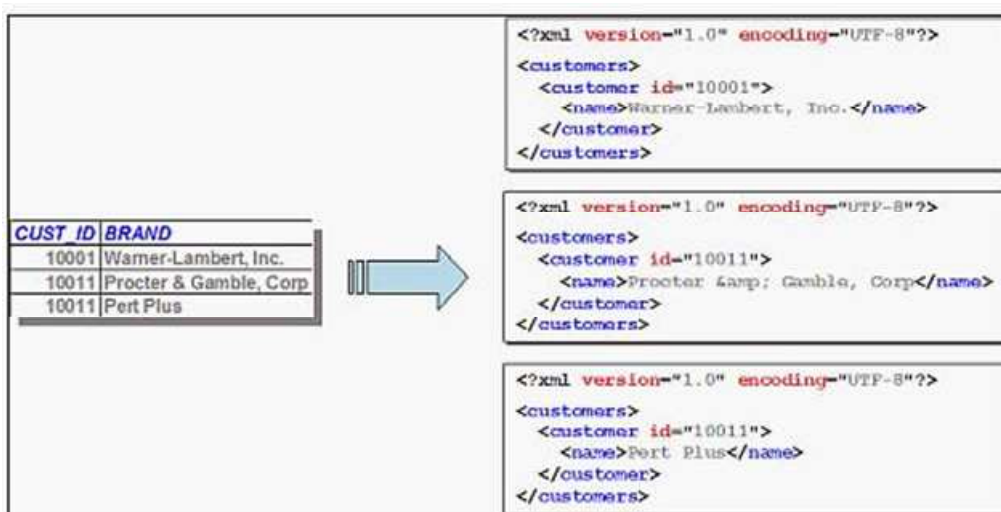 CUST_ID BRAND
10001 Warner-Lambert, Inc.
10011 Procter & Gamble, Corp
10011 Pert Plus
<?xml version="1.0" encoding="UTF-8"?>
<customers>
<customer id="10001">
<name>Warner-Lambert, Inc.</name>
</customer>
</customers>
<?xml version="1.0" encoding="UTF-8"?>
<customers>
<customer id="10011">
<name>Procter &amp; Gamble, Corp</name>
</customer>
</customers>
<?xml version="1.0" encoding="UTF-8"?>
<customers>
<customer id="10011">
<name>Pert Plus</name>
</customer>
</customers>